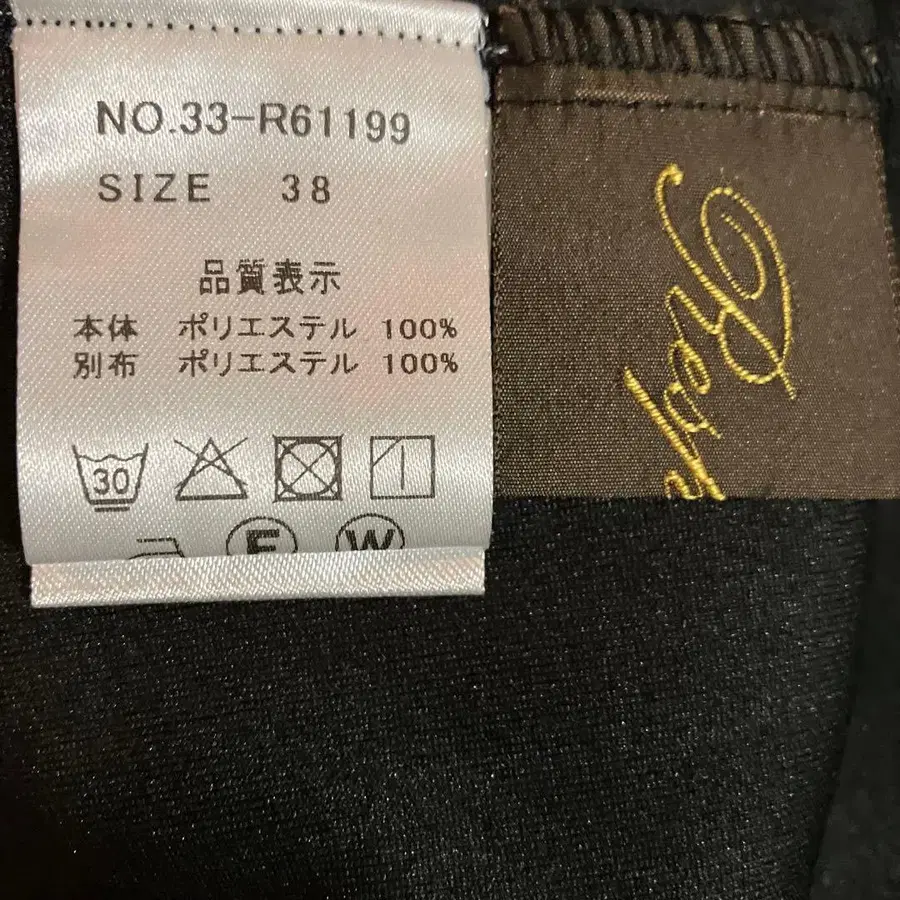 NO.33-R61199
SIZE 38
品質表示
本体 ポリエステル 100%
別布 ポリエステル 100%
30
F W